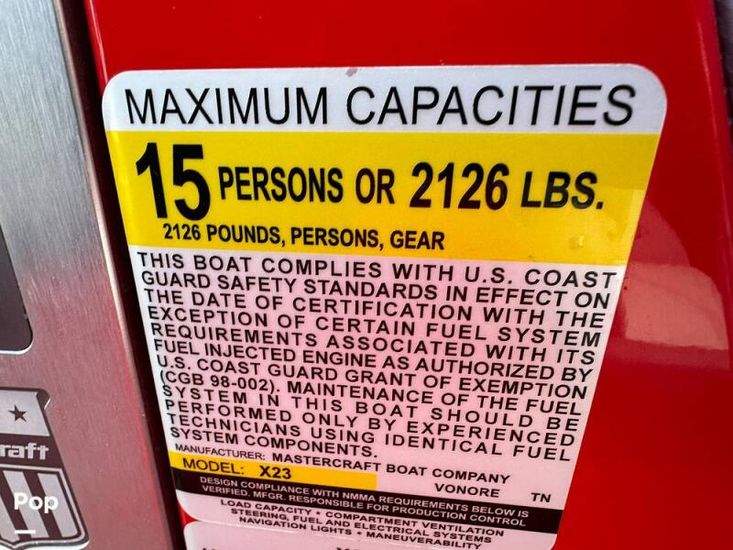 MAXIMUM CAPACITIES
15 PERSONS OR 2126 LBS.
2126 POUNDS, PERSONS, GEAR
THIS BOAT COMPLIES WITH U.S. COAST
GUARD SAFETY STANDARDS IN EFFECT ON
THE DATE OF CERTIFICATION WITH THE
EXCEPTION OF CERTAIN FUEL SYSTEM
REQUIREMENTS ASSOCIATED WITH ITS
FUEL INJECTED ENGINE AS AUTHORIZED BY
U.S. COAST GUARD GRANT OF EXEMPTION
(CGB 98-002). MAINTENANCE OF THE FUEL
SYSTEM IN THIS BOAT SHOULD BE
PERFORMED ONLY BY EXPERIENCED
TECHNICIANS USING IDENTICAL FUEL
SYSTEM COMPONENTS.
MANUFACTURER: MASTERCRAFT BOAT COMPANY
MODEL: X23 VONORE TN
DESIGN COMPLIANCE WITH NMMA REQUIREMENTS BELOW IS
VERIFIED. MFGR. RESPONSIBLE FOR PRODUCTION CONTROL
LOAD CAPACITY • COMPARTMENT VENTILATION
STEERING, FUEL AND ELECTRICAL SYSTEMS
NAVIGATION LIGHTS • MANEUVERABILITY
raft
Pop